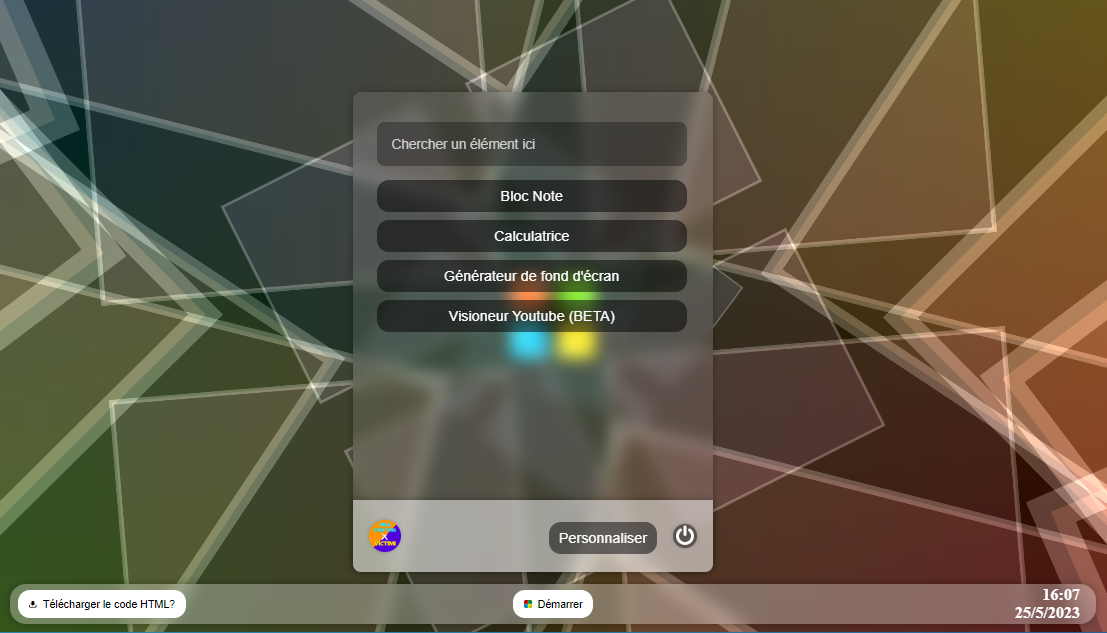 Chercher un élément ici
Bloc Note
Calculatrice
Générateur de fond d'écran
Visioneur Youtube (BETA)
X
Personnaliser
Télécharger le code HTML?
Démarrer
16:07
25/5/2023